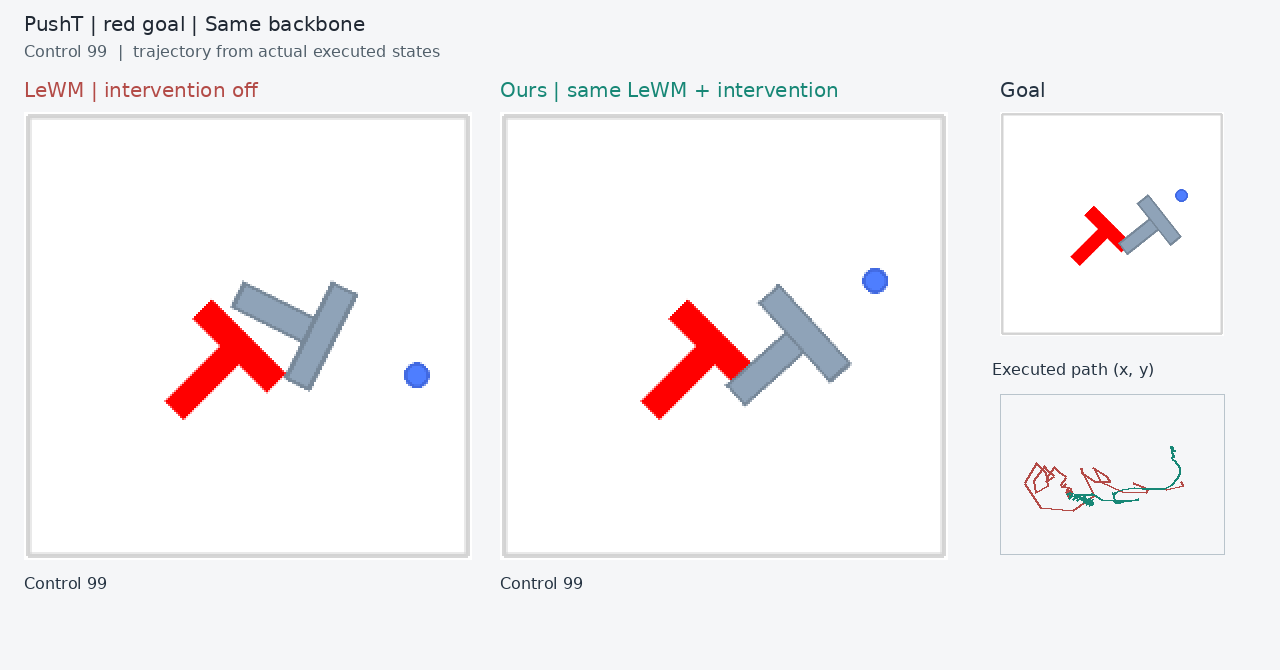 PushT | red goal | Same backbone
Control 99 | trajectory from actual executed states
LeWM | intervention off
Ours | same LeWM + intervention
Goal
Executed path (x, y)
Control 99
Control 99